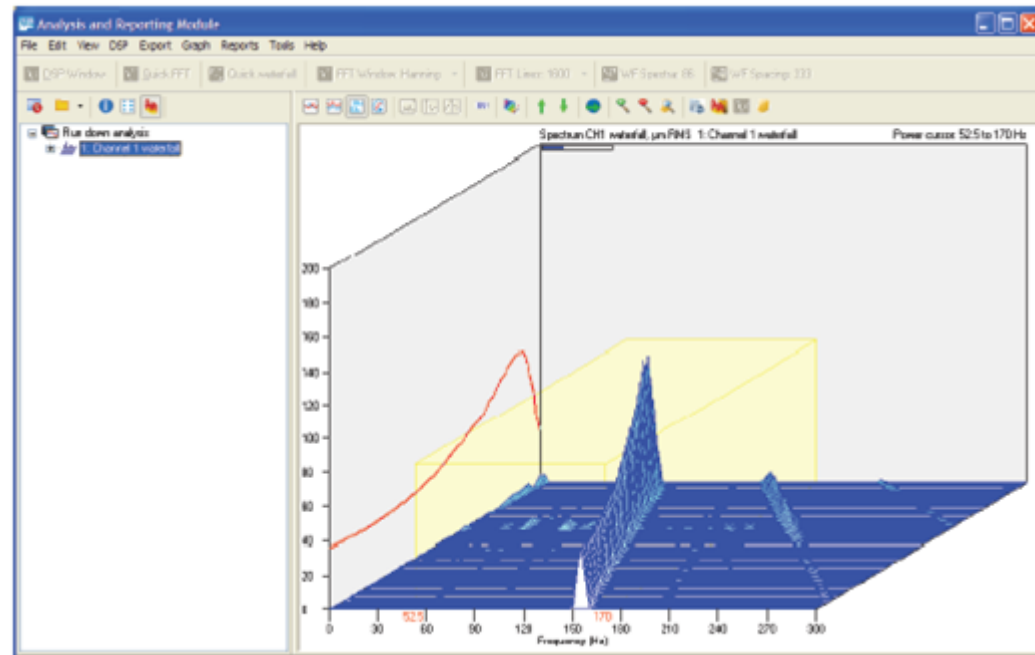 Analysis and Reporting Module
File Edit View DSP Export Graph Reports Tools Help
DSP Window Quick FFT Quick waterfall FFT Window: Hanning FFT Lines: 1600 WF Spectra: 66 WF Spacing: 333
Run down analysis
1: Channel 1 waterfall
Spectrum CH1 waterfall, µm RMS 1: Channel 1 waterfall Power cursor: 52.5 to 170 Hz
200
180
160
140
120
100
80
60
40
20
0
52.5 170
0 30 60 90 120 150 180 210 240 270 300
Frequency (Hz)